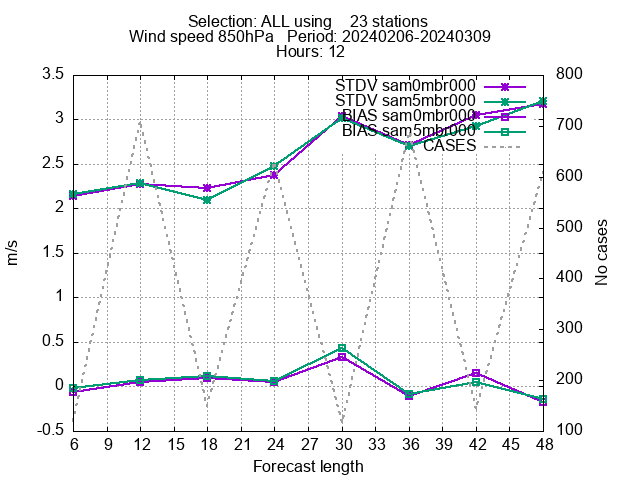 Selection: ALL using    23 stations
Wind speed 850hPa   Period: 20240206-20240309
Hours: 12
STDV sam0mbr000
STDV sam5mbr000
BIAS sam0mbr000
BIAS sam5mbr000
CASES
3.5
3
2.5
2
1.5
1
0.5
0
-0.5
m/s
800
700
600
500
400
300
200
100
No cases
6 9 12 15 18 21 24 27 30 33 36 39 42 45 48
Forecast length